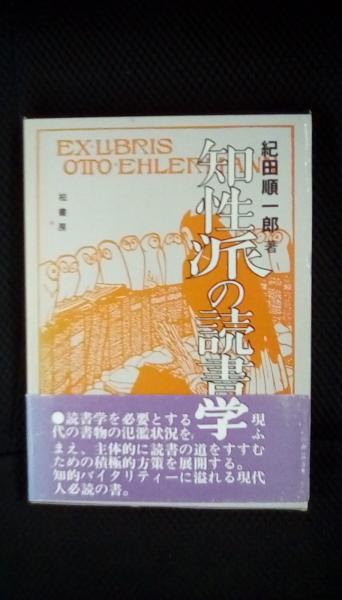 EX·LIBRIS
OTTO·EHLERMANN
紀田順一郎著
知性派の読書学
柏書房
●読書学を必要とする現
代の書物の氾濫状況を、ふ
まえ、主体的に読書の道をすすむ
ための積極的方策を展開する。
知的バイタリティーに溢れる現代
人必読の書。